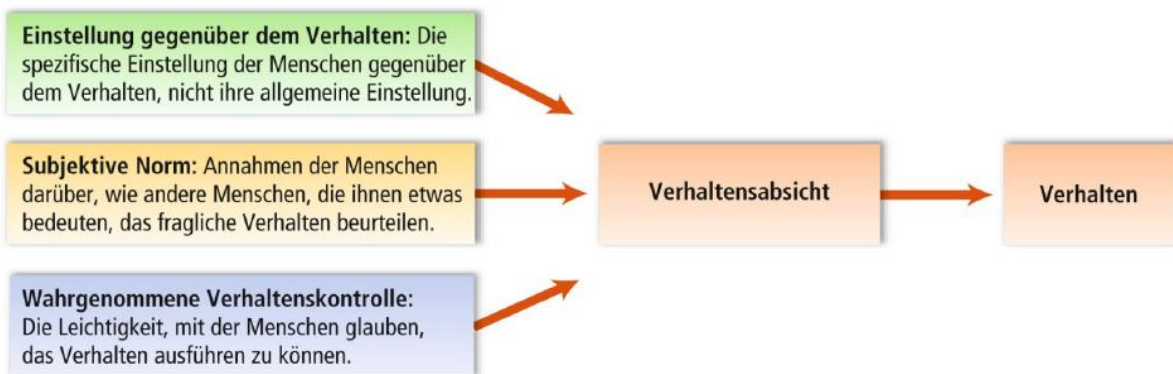 Einstellung gegenüber dem Verhalten: Die
spezifische Einstellung der Menschen gegenüber
dem Verhalten, nicht ihre allgemeine Einstellung.
Subjektive Norm: Annahmen der Menschen
darüber, wie andere Menschen, die ihnen etwas
bedeuten, das fragliche Verhalten beurteilen.
Wahrgenommene Verhaltenskontrolle:
Die Leichtigkeit, mit der Menschen glauben,
das Verhalten ausführen zu können.
Verhaltensabsicht
Verhalten